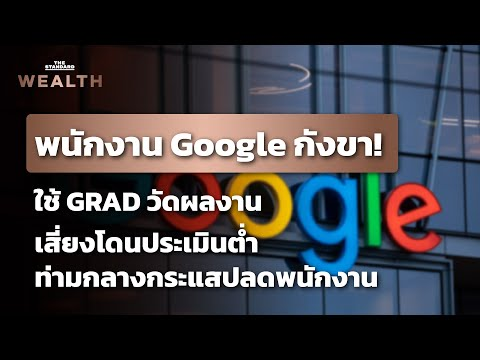 THE STANDARD
WEALTH
พนักงาน Google กังขา!
ใช้ GRAD วัดผลงาน
เสี่ยงโดนประเมินต่ำ
ท่ามกลางกระแสปลดพนักงาน
Google